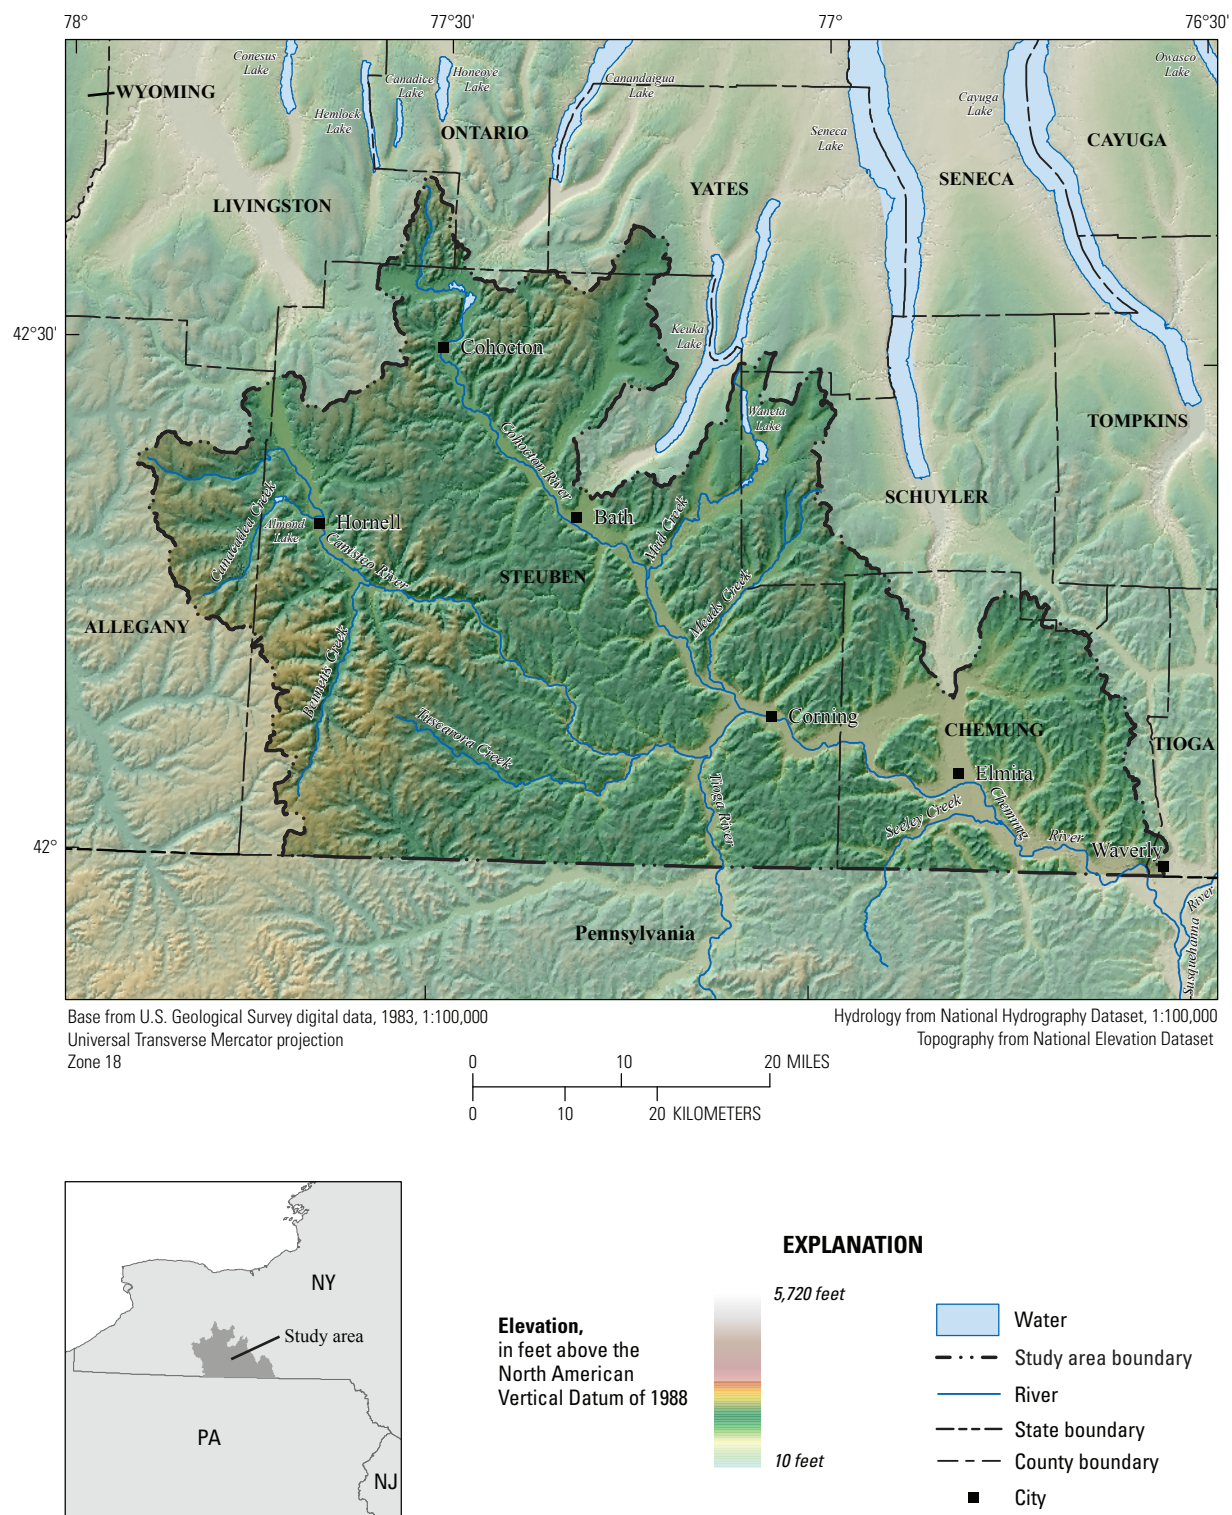 78°
77°30'
77°
76°30'
Conesus
Lake
Hemlock
Lake
Canadice
Lake
Honeoye
Lake
Canandaigua
Lake
Seneca
Lake
Cayuga
Lake
Owasco
Lake
WYOMING
ONTARIO
CAYUGA
LIVINGSTON
YATES
SENECA
42°30'
Keuka
Lake
Cohocton
Waneta
Lake
TOMPKINS
Cohocton River
SCHUYLER
Canacadea Creek
Almond
Lake
Hornell
Bath
Mud Creek
Canisteo River
STEUBEN
Meads Creek
ALLEGANY
Bennetts Creek
Tuscarora Creek
Corning
CHEMUNG
TIOGA
Elmira
Tioga River
Seeley Creek
Chemung
River
Waverly
42°
Pennsylvania
Susquehanna River
Base from U.S. Geological Survey digital data, 1983, 1:100,000
Universal Transverse Mercator projection
Zone 18
Hydrology from National Hydrography Dataset, 1:100,000
Topography from National Elevation Dataset
0 10 20 MILES
0 10 20 KILOMETERS
NY
Study area
PA
NJ
EXPLANATION
Elevation,
in feet above the
North American
Vertical Datum of 1988
5,720 feet
10 feet
Water
Study area boundary
River
State boundary
County boundary
City